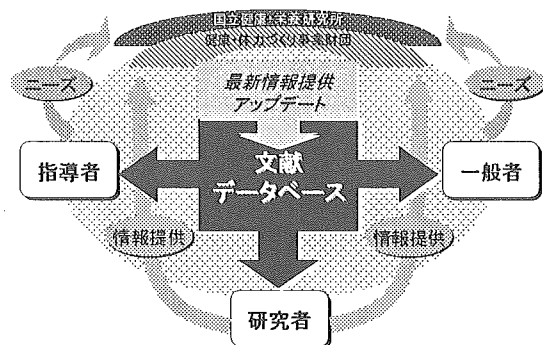 国立健康・栄養研究所
健康・体力づくり事業財団
ニーズ
ニーズ
最新情報提供
アップデート
指導者
文献
データベース
一般者
情報提供
情報提供
研究者